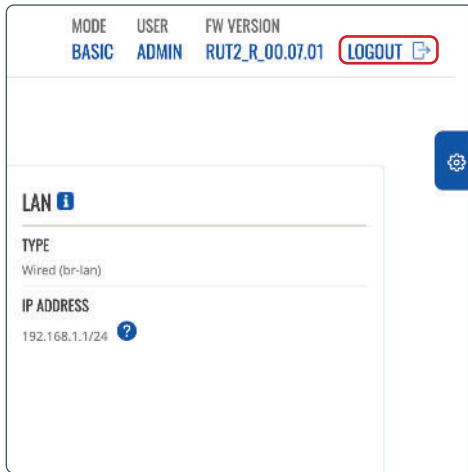 MODE USER FW VERSION
BASIC ADMIN RUT2_R_00.07.01 LOGOUT
LAN
TYPE
Wired (br-lan)
IP ADDRESS
192.168.1.1/24 ?